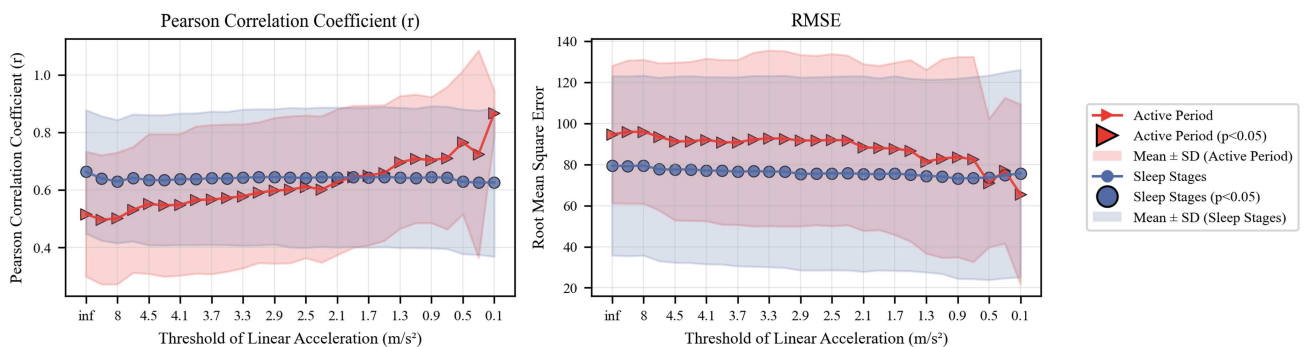 Pearson Correlation Coefficient (r)
Pearson Correlation Coefficient (r)
1.0
0.8
0.6
0.4
inf 8 4.5 4.1 3.7 3.3 2.9 2.5 2.1 1.7 1.3 0.9 0.5 0.1
Threshold of Linear Acceleration (m/s²)
RMSE
Root Mean Square Error
140
120
100
80
60
40
20
inf 8 4.5 4.1 3.7 3.3 2.9 2.5 2.1 1.7 1.3 0.9 0.5 0.1
Threshold of Linear Acceleration (m/s²)
Active Period
Active Period (p<0.05)
Mean ± SD (Active Period)
Sleep Stages
Sleep Stages (p<0.05)
Mean ± SD (Sleep Stages)